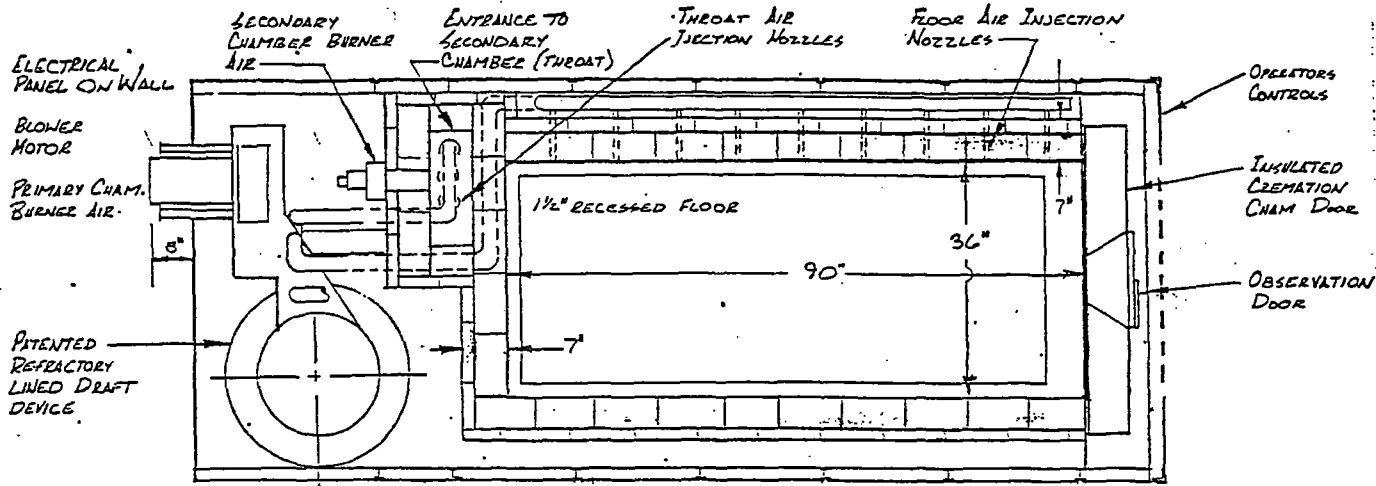 SECONDARY
CHAMBER BURNER
AIR
ENTRANCE TO
SECONDARY
CHAMBER (THROAT)
THROAT AIR
INJECTION NOZZLES
FLOOR AIR INJECTION
NOZZLES
ELECTRICAL
PANEL ON WALL
BLOWER
MOTOR
PRIMARY CHAM.
BURNER AIR.
8"
PATENTED
REFRACTORY
LINED DRAFT
DEVICE
1½" RECESSED FLOOR
90"
36"
7"
7"
OPERATORS
CONTROLS
INSULATED
CREMATION
CHAM DOOR
OBSERVATION
DOOR